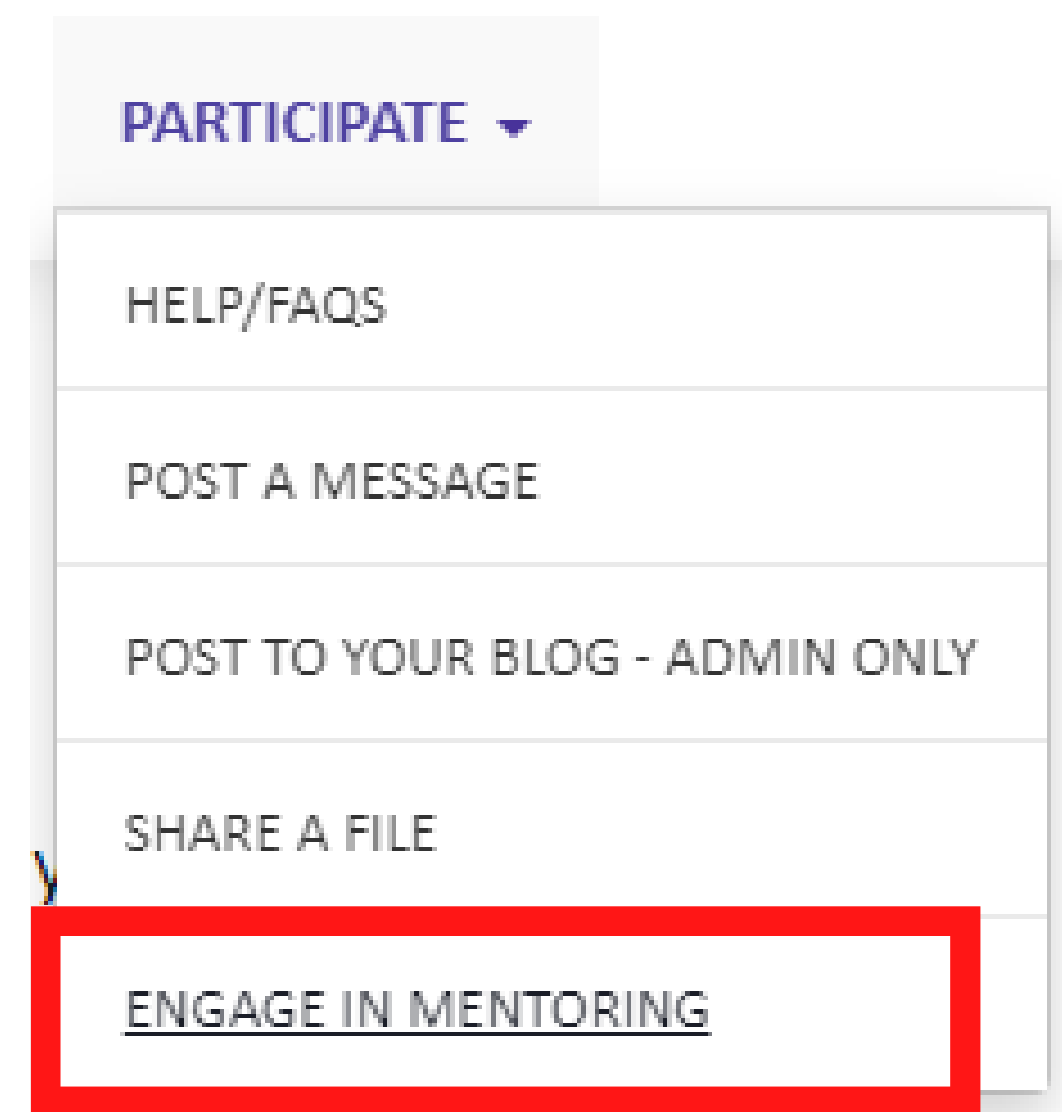 PARTICIPATE
HELP/FAQS
POST A MESSAGE
POST TO YOUR BLOG - ADMIN ONLY
SHARE A FILE
ENGAGE IN MENTORING